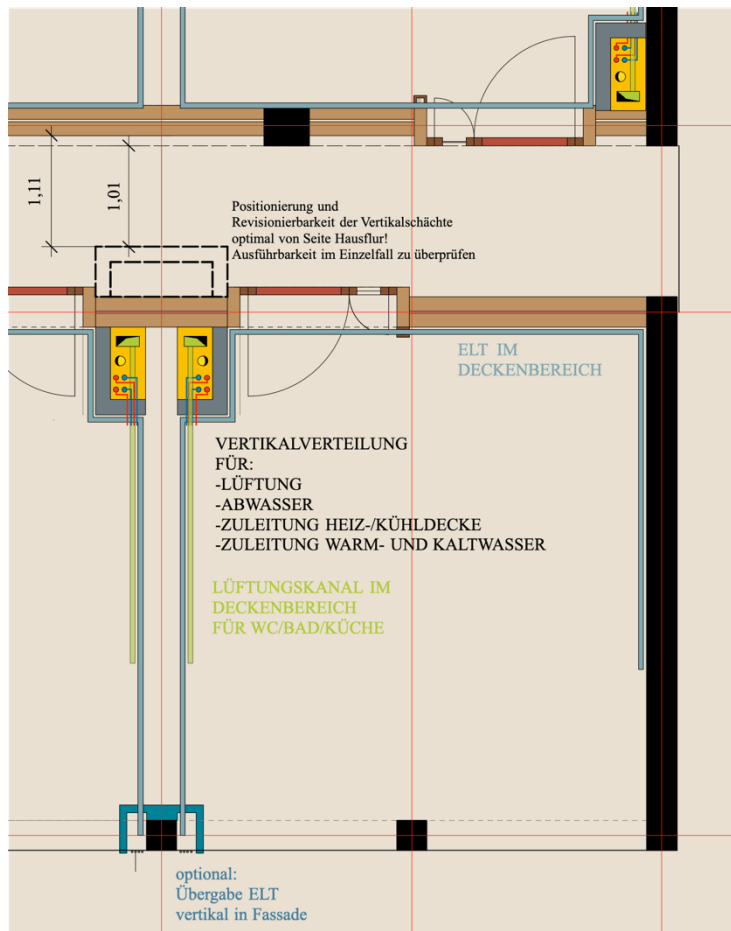 1,11
1,01
Positionierung und
Revisionierbarkeit der Vertikalschächte
optimal von Seite Hausflur!
Ausführbarkeit im Einzelfall zu überprüfen
ELT IM
DECKENBEREICH
VERTIKALVERTEILUNG
FÜR:
-LÜFTUNG
-ABWASSER
-ZULEITUNG HEIZ-/KÜHLDECKE
-ZULEITUNG WARM- UND KALTWASSER
LÜFTUNGSKANAL IM
DECKENBEREICH
FÜR WC/BAD/KÜCHE
optional:
Übergabe ELT
vertikal in Fassade